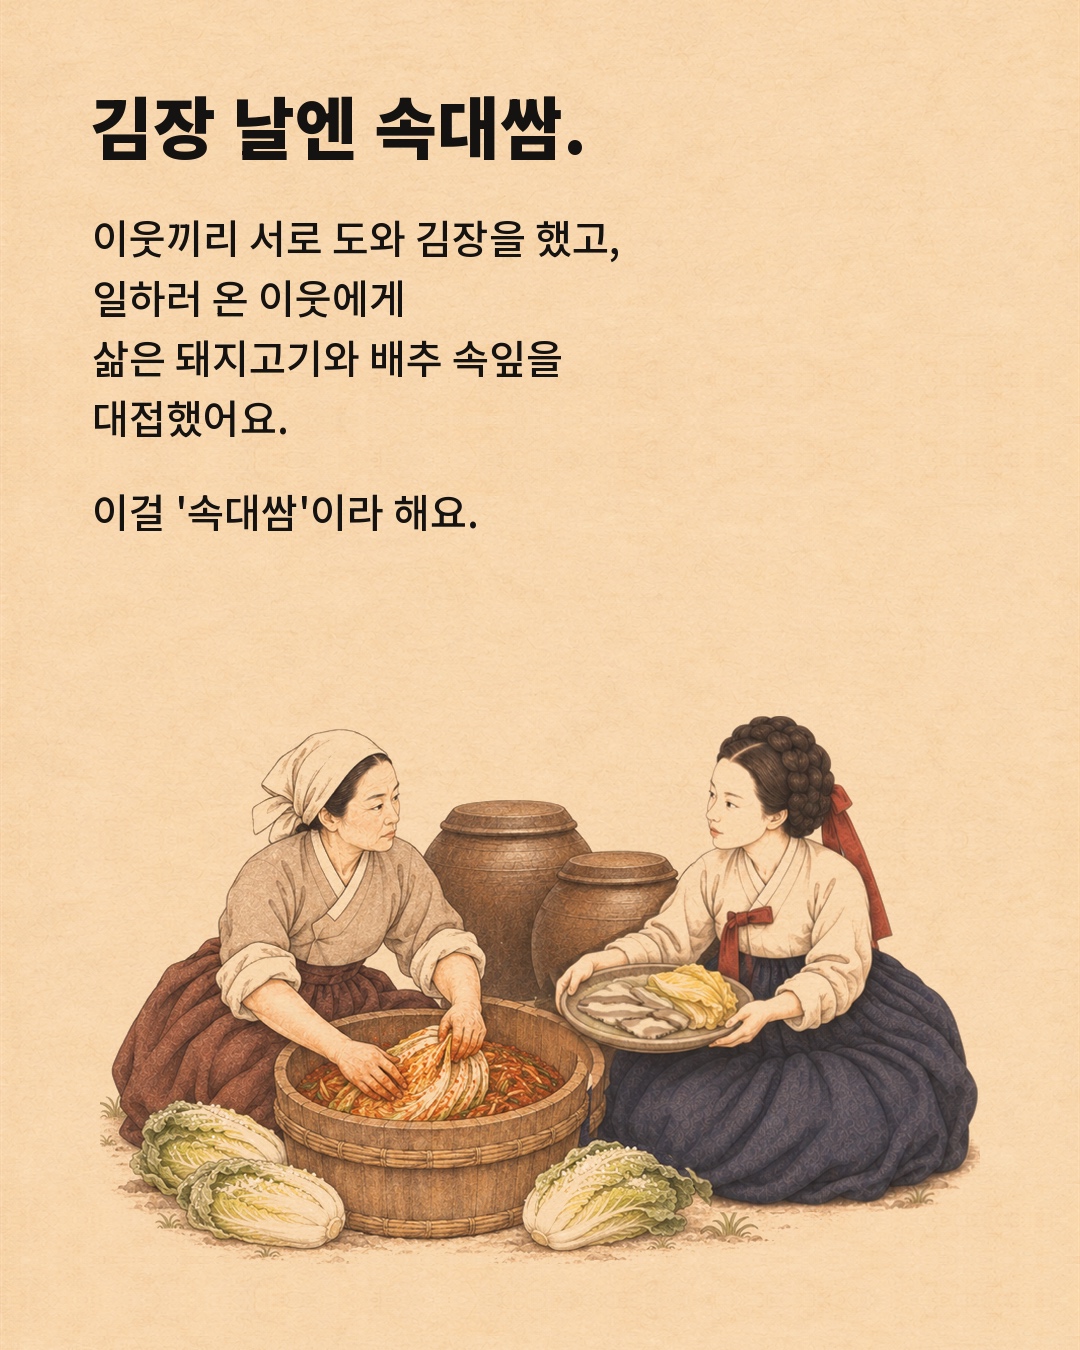 김장 날엔 속대쌈.
이웃끼리 서로 도와 김장을 했고,
일하러 온 이웃에게
삶은 돼지고기와 배추 속잎을
대접했어요.
이걸 '속대쌈'이라 해요.